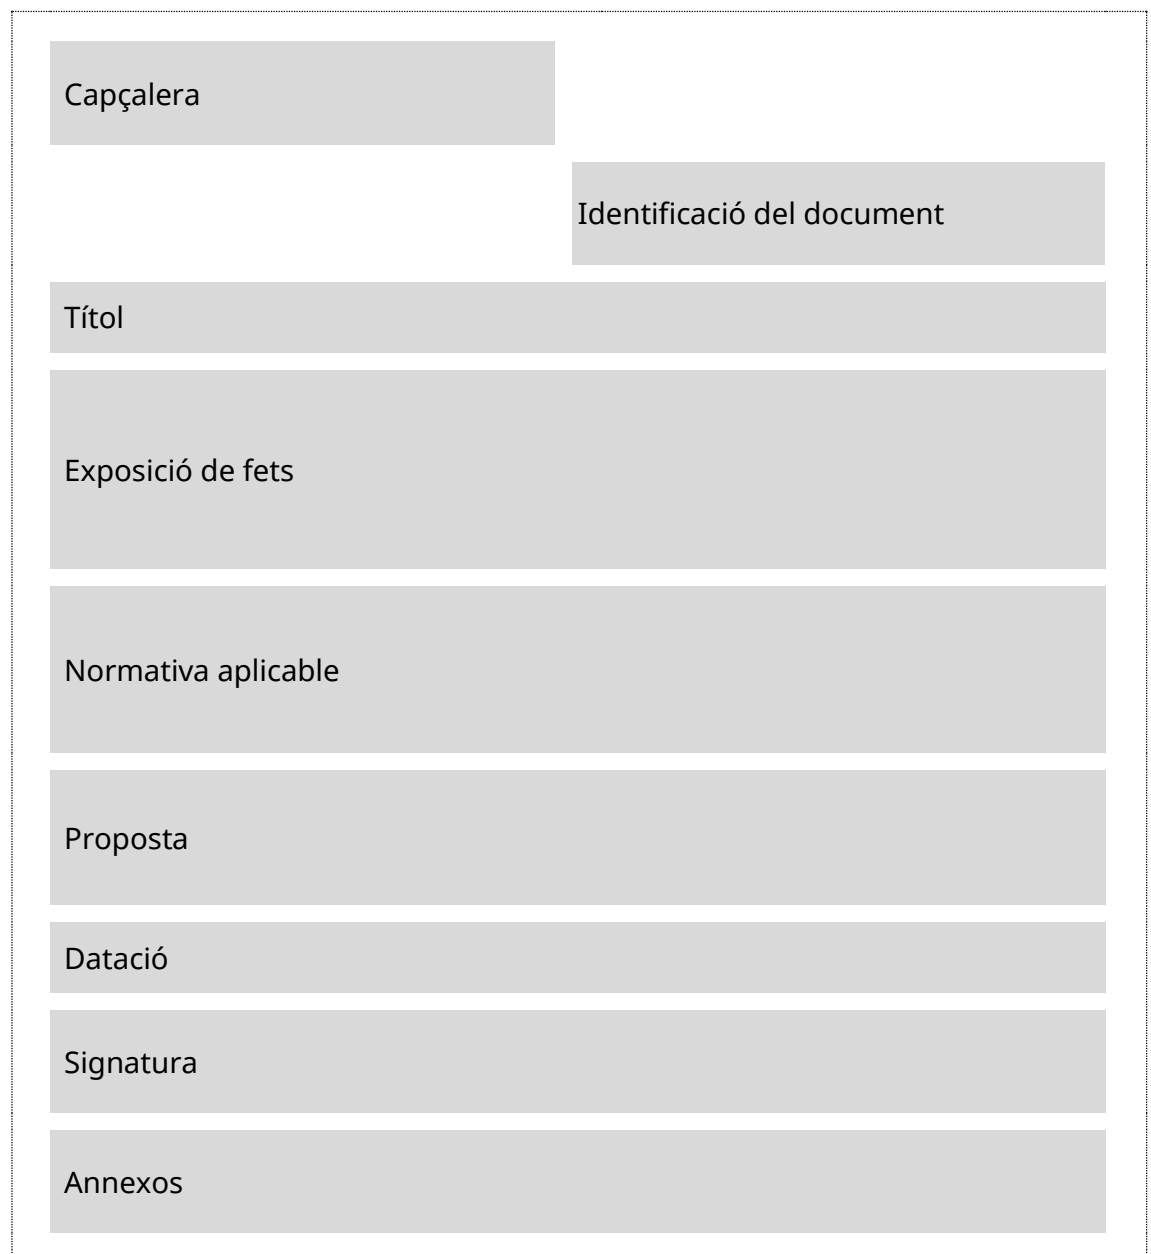 Capçalera
Identificació del document
Títol
Exposició de fets
Normativa aplicable
Proposta
Datació
Signatura
Annexos